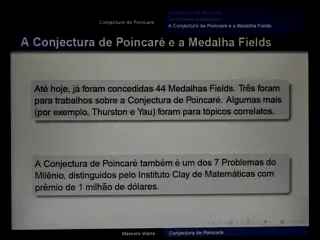 Conjectura de Poincaré
A Conjectura de Poincaré e a Medalha Fields
A Conjectura de Poincaré e a Medalha Fields
Até hoje, já foram concedidas 44 Medalhas Fields. Três foram
para trabalhos sobre a Conjectura de Poincaré. Algumas mais
(por exemplo, Thurston e Yau) foram para tópicos correlatos.
A Conjectura de Poincaré também é um dos 7 Problemas do
Milênio, distinguidos pelo Instituto Clay de Matemáticas com
prêmio de 1 milhão de dólares.
Marcelo Viana Conjectura de Poincaré